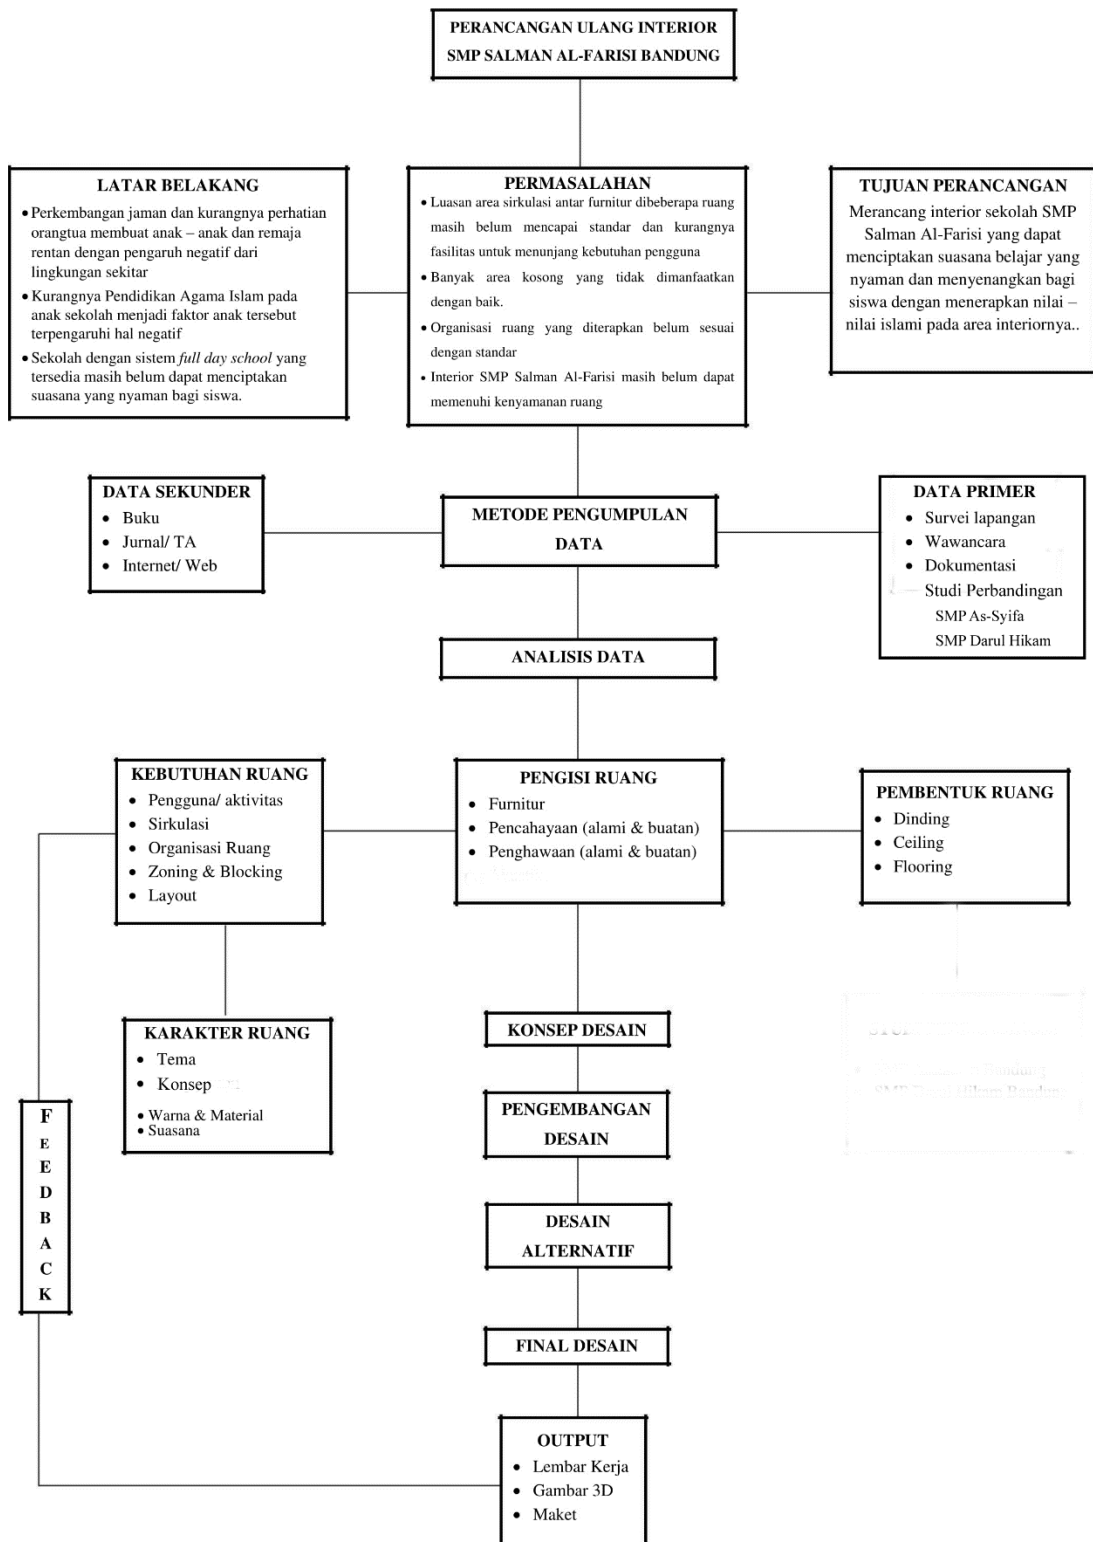 PERANCANGAN ULANG INTERIOR
SMP SALMAN AL-FARISI BANDUNG
LATAR BELAKANG
• Perkembangan jaman dan kurangnya perhatian
orangtua membuat anak – anak dan remaja
rentan dengan pengaruh negatif dari
lingkungan sekitar
• Kurangnya Pendidikan Agama Islam pada
anak sekolah menjadi faktor anak tersebut
terpengaruhi hal negatif
• Sekolah dengan sistem full day school yang
tersedia masih belum dapat menciptakan
suasana yang nyaman bagi siswa.
PERMASALAHAN
• Luasan area sirkulasi antar furnitur dibeberapa ruang
masih belum mencapai standar dan kurangnya
fasilitas untuk menunjang kebutuhan pengguna
• Banyak area kosong yang tidak dimanfaatkan
dengan baik.
• Organisasi ruang yang diterapkan belum sesuai
dengan standar
• Interior SMP Salman Al-Farisi masih belum dapat
memenuhi kenyamanan ruang
TUJUAN PERANCANGAN
Merancang interior sekolah SMP
Salman Al-Farisi yang dapat
menciptakan suasana belajar yang
nyaman dan menyenangkan bagi
siswa dengan menerapkan nilai –
nilai islami pada area interiornya..
DATA SEKUNDER
• Buku
• Jurnal/ TA
• Internet/ Web
METODE PENGUMPULAN
DATA
DATA PRIMER
• Survei lapangan
• Wawancara
• Dokumentasi
Studi Perbandingan
SMP As-Syifa
SMP Darul Hikam
ANALISIS DATA
KEBUTUHAN RUANG
• Pengguna/ aktivitas
• Sirkulasi
• Organisasi Ruang
• Zoning & Blocking
• Layout
PENGISI RUANG
• Furnitur
• Pencahayaan (alami & buatan)
• Penghawaan (alami & buatan)
PEMBENTUK RUANG
• Dinding
• Ceiling
• Flooring
KARAKTER RUANG
• Tema
• Konsep
• Warna & Material
• Suasana
KONSEP DESAIN
Bandung
SMP Darul Hikam Bandung
PENGEMBANGAN
DESAIN
FEEDBACK
DESAIN
ALTERNATIF
FINAL DESAIN
OUTPUT
• Lembar Kerja
• Gambar 3D
• Maket